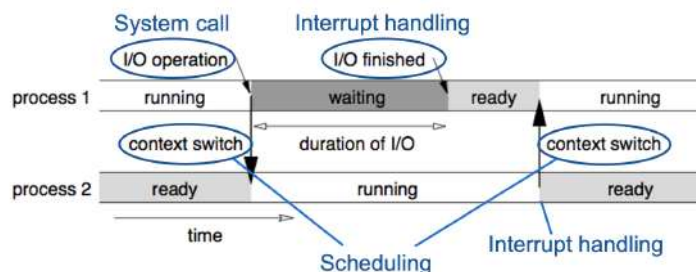 System call
Interrupt handling
I/O operation
I/O finished
process 1
running
waiting
ready
running
context switch
duration of I/O
context switch
process 2
ready
running
ready
time
Scheduling
Interrupt handling